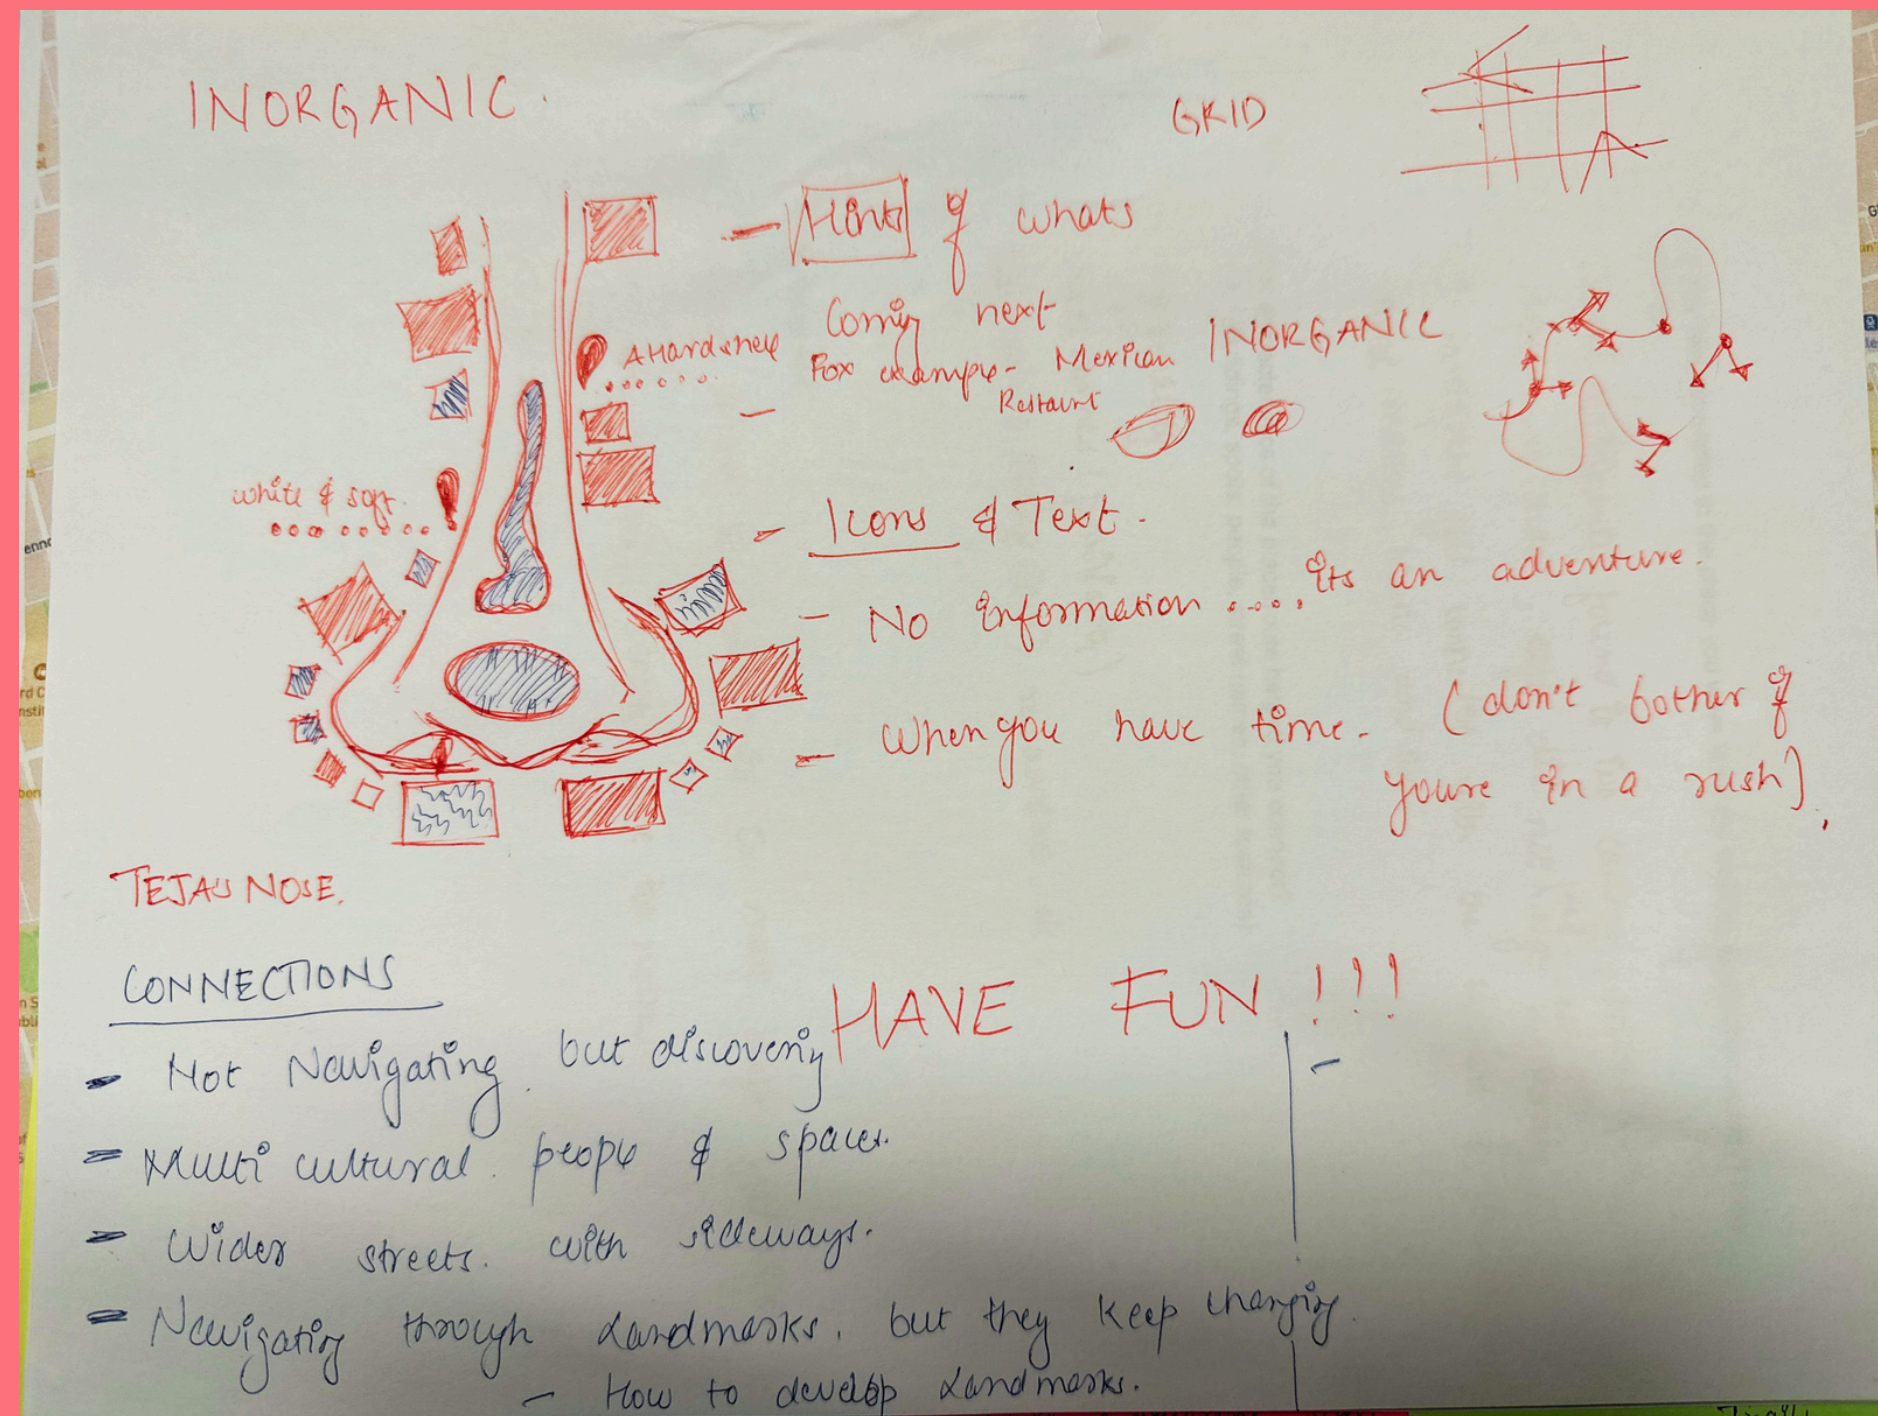 INORGANIC.
GRID
- Hints of whats
Coming next
For example- Mexican
Restaurnt
INORGANIC
A Hard shell
white & soft.
- Icons & Text.
- No information .... its an adventure.
- When you have time. (don't bother if
youre in a rush)
NOSE.
CONNECTIONS
HAVE FUN !!!
- Not Navigating. but discovering
- Multi cultural. people & spaces.
- Wider streets. with sideways.
- Navigating through Landmarks. but they keep changing.
- How to develop Landmarks.